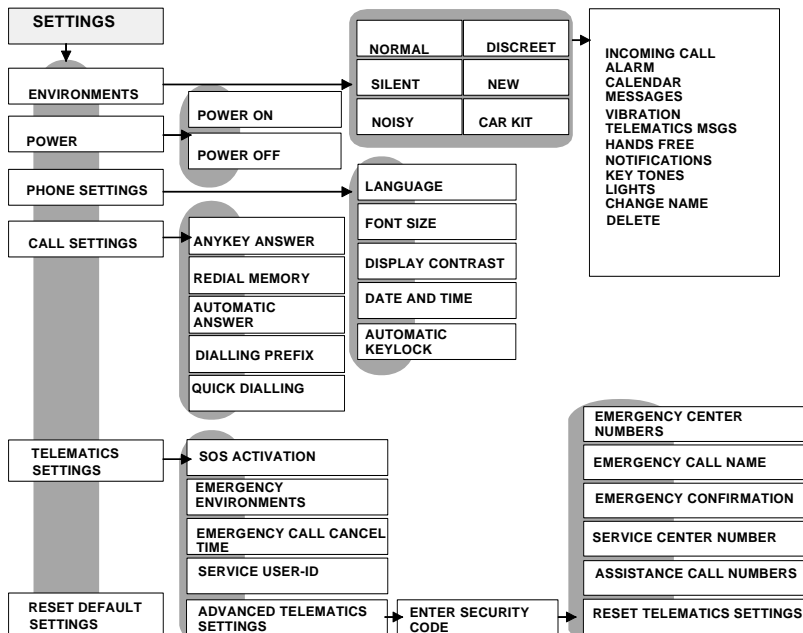 SETTINGS
ENVIRONMENTS
POWER
PHONE SETTINGS
CALL SETTINGS
TELEMATICS
SETTINGS
RESET DEFAULT
SETTINGS
POWER ON
POWER OFF
NORMAL
DISCREET
SILENT
NEW
NOISY
CAR KIT
INCOMING CALL
ALARM
CALENDAR
MESSAGES
VIBRATION
TELEMATICS MSGS
HANDS FREE
NOTIFICATIONS
KEY TONES
LIGHTS
CHANGE NAME
DELETE
LANGUAGE
FONT SIZE
DISPLAY CONTRAST
DATE AND TIME
AUTOMATIC
KEYLOCK
ANYKEY ANSWER
REDIAL MEMORY
AUTOMATIC
ANSWER
DIALLING PREFIX
QUICK DIALLING
SOS ACTIVATION
EMERGENCY
ENVIRONMENTS
EMERGENCY CALL CANCEL
TIME
SERVICE USER-ID
ADVANCED TELEMATICS
SETTINGS
ENTER SECURITY
CODE
EMERGENCY CENTER
NUMBERS
EMERGENCY CALL NAME
EMERGENCY CONFIRMATION
SERVICE CENTER NUMBER
ASSISTANCE CALL NUMBERS
RESET TELEMATICS SETTINGS